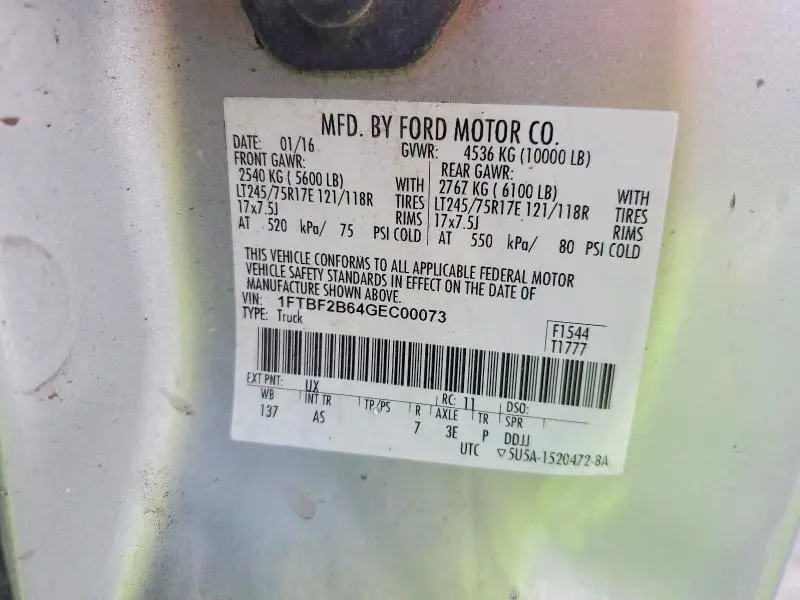 MFD. BY FORD MOTOR CO.
DATE: 01/16 GVWR: 4536 KG (10000 LB)
FRONT GAWR: REAR GAWR:
2540 KG ( 5600 LB) WITH 2767 KG ( 6100 LB) WITH
LT245/75R17E 121/118R TIRES LT245/75R17E 121/118R TIRES
17x7.5J RIMS 17x7.5J RIMS
AT 520 kPa/ 75 PSI COLD AT 550 kPa/ 80 PSI COLD
THIS VEHICLE CONFORMS TO ALL APPLICABLE FEDERAL MOTOR
VEHICLE SAFETY STANDARDS IN EFFECT ON THE DATE OF
MANUFACTURE SHOWN ABOVE.
VIN: 1FTBF2B64GEC00073
TYPE: Truck
F1544
T1777
EXT PNT: UX RC: 11 DSO:
WB INT TR TP/PS R AXLE TR SPR
137 AS 7 3E P DDJJ
UTC ▽5U5A-1520472-BA